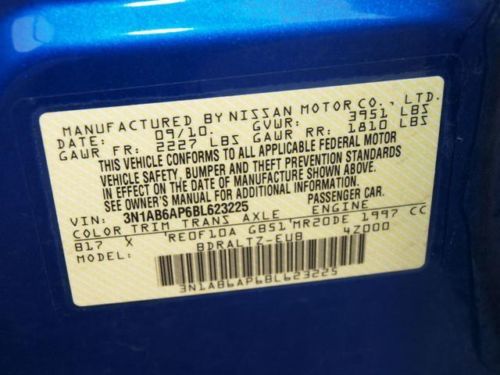 MANUFACTURED BY NISSAN MOTOR CO., LTD.
DATE: 09/10. GVWR: 3951 LBS
GAWR FR: 2227 LBS GAWR RR: 1810 LBS
THIS VEHICLE CONFORMS TO ALL APPLICABLE FEDERAL MOTOR
VEHICLE SAFETY, BUMPER AND THEFT PREVENTION STANDARDS
IN EFFECT ON THE DATE OF MANUFACTURE SHOWN ABOVE.
SEE OWNER'S MANUAL FOR ADDITIONAL INFORMATION.
VIN: 3N1AB6AP6BL623225 PASSENGER CAR.
COLOR TRIM TRANS AXLE ENGINE
B17 X RE0F10A GB51 MR20DE 1997 CC
MODEL: BDRALTZ-EUB 4Z000
3N1AB6AP6BL623225